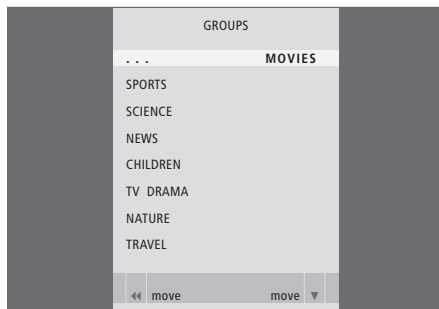 GROUPS
. . . MOVIES
SPORTS
SCIENCE
NEWS
CHILDREN
TV DRAMA
NATURE
TRAVEL
◀◀ move move ▼